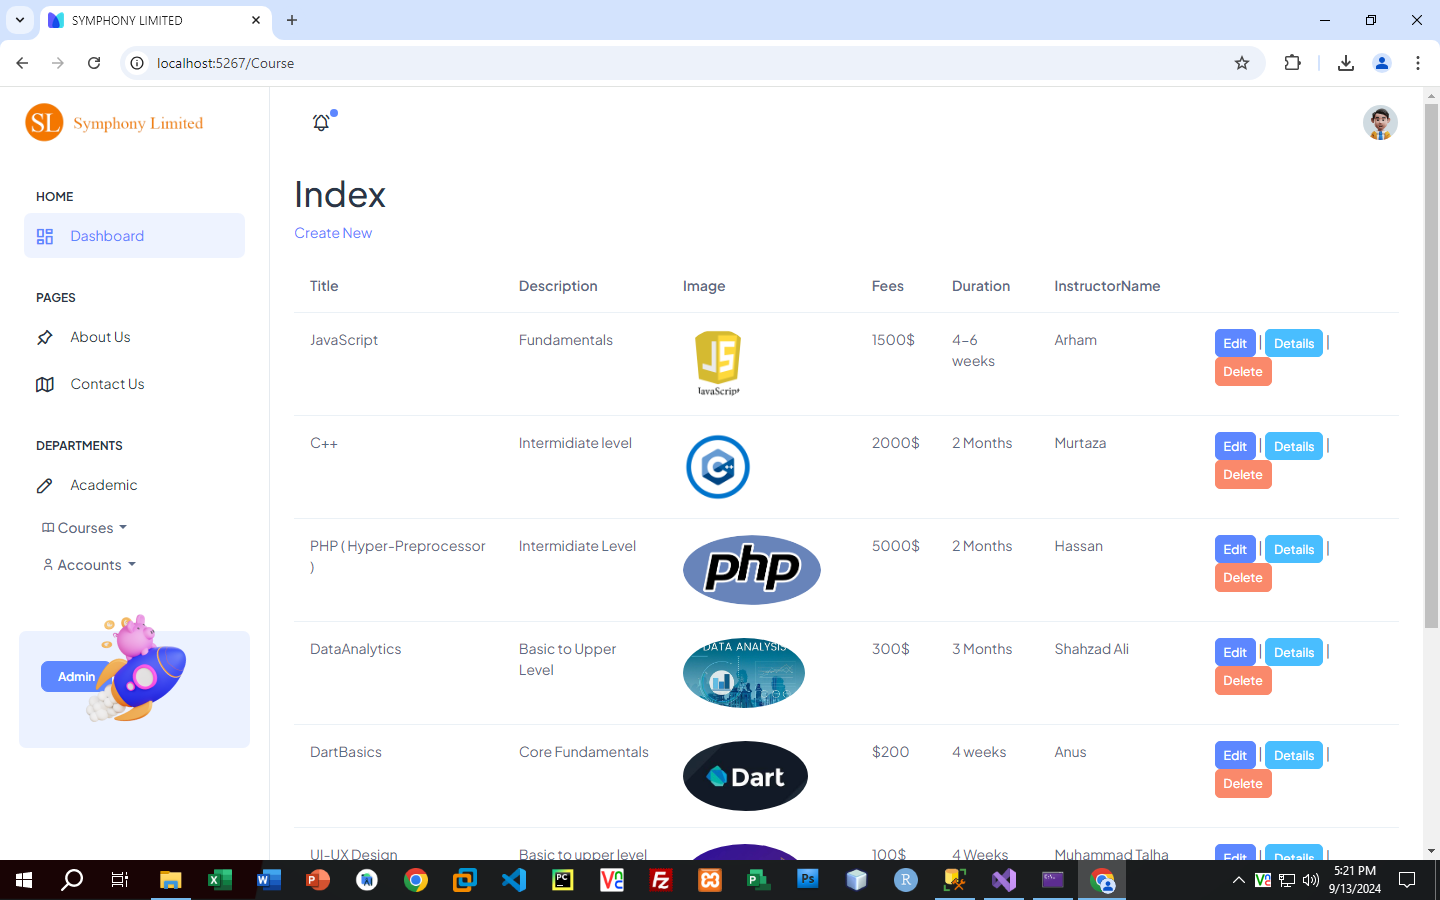 SYMPHONY LIMITED
localhost:5267/Course
SL Symphony Limited
HOME
Dashboard
PAGES
About Us
Contact Us
DEPARTMENTS
Academic
Courses
Accounts
Admin
Index
Create New
Title Description Image Fees Duration InstructorName
JavaScript Fundamentals JS 1500$ 4-6 Arham Edit | Details |
weeks
Delete
JavaScript
C++ Intermidiate level C++ 2000$ 2 Months Murtaza Edit | Details |
Delete
PHP ( Hyper-Preprocessor Intermidiate Level php 5000$ 2 Months Hassan Edit | Details |
)
Delete
DataAnalytics Basic to Upper DATA ANALYSIS 300$ 3 Months Shahzad Ali Edit | Details |
Level
Delete
DartBasics Core Fundamentals Dart $200 4 weeks Anus Edit | Details |
Delete
UI-UX Design Basic to upper level 100$ 4 Weeks Muhammad Talha Edit | Details |
5:21 PM
9/13/2024